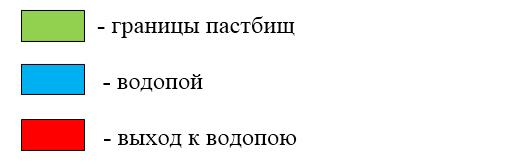 - границы пастбищ
- водопой
- выход к водопою